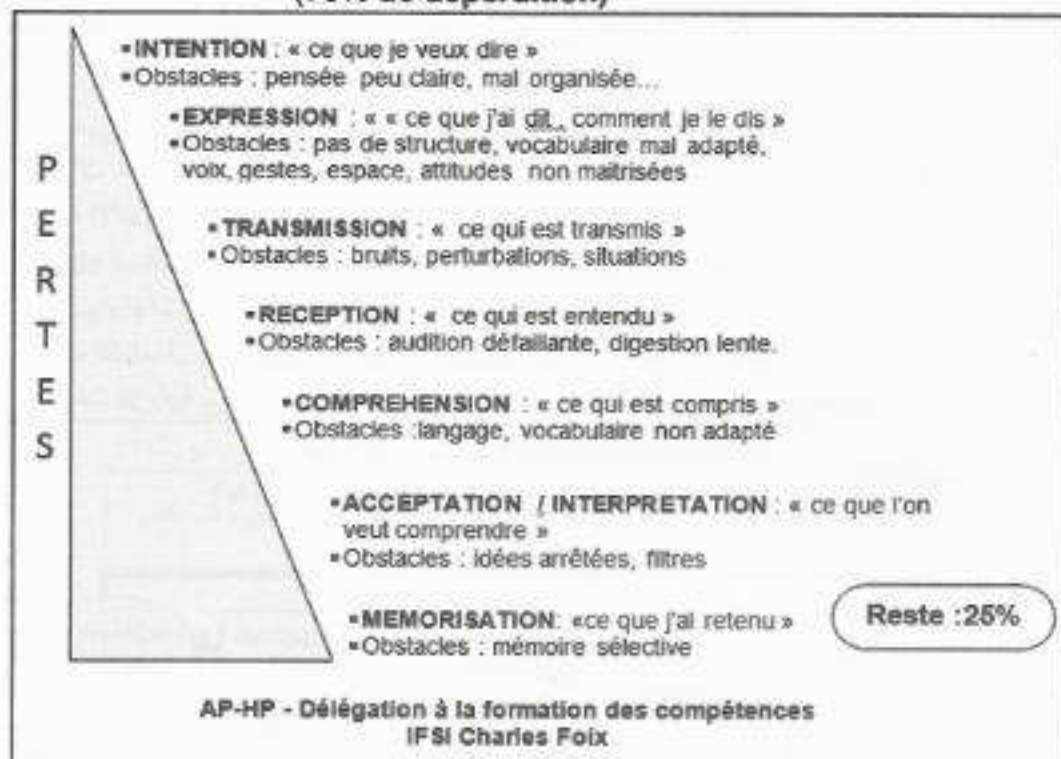 de déperdition)
▪INTENTION : « ce que je veux dire »
▪Obstacles : pensée peu claire, mal organisée...
▪EXPRESSION : « « ce que j'ai dit , comment je le dis »
▪Obstacles : pas de structure, vocabulaire mal adapté,
voix, gestes, espace, attitudes non maitrisées
▪TRANSMISSION : « ce qui est transmis »
▪Obstacles : bruits, perturbations, situations
▪RECEPTION : « ce qui est entendu »
▪Obstacles : audition défaillante, digestion lente.
▪COMPREHENSION : « ce qui est compris »
▪Obstacles :langage, vocabulaire non adapté
▪ACCEPTATION / INTERPRETATION : « ce que l'on
veut comprendre »
▪Obstacles : idées arrêtées, filtres
▪MEMORISATION: «ce que j'ai retenu »
▪Obstacles : mémoire sélective
P
E
R
T
E
S
Reste :25%
AP-HP - Délégation à la formation des compétences
IFSI Charles Foix